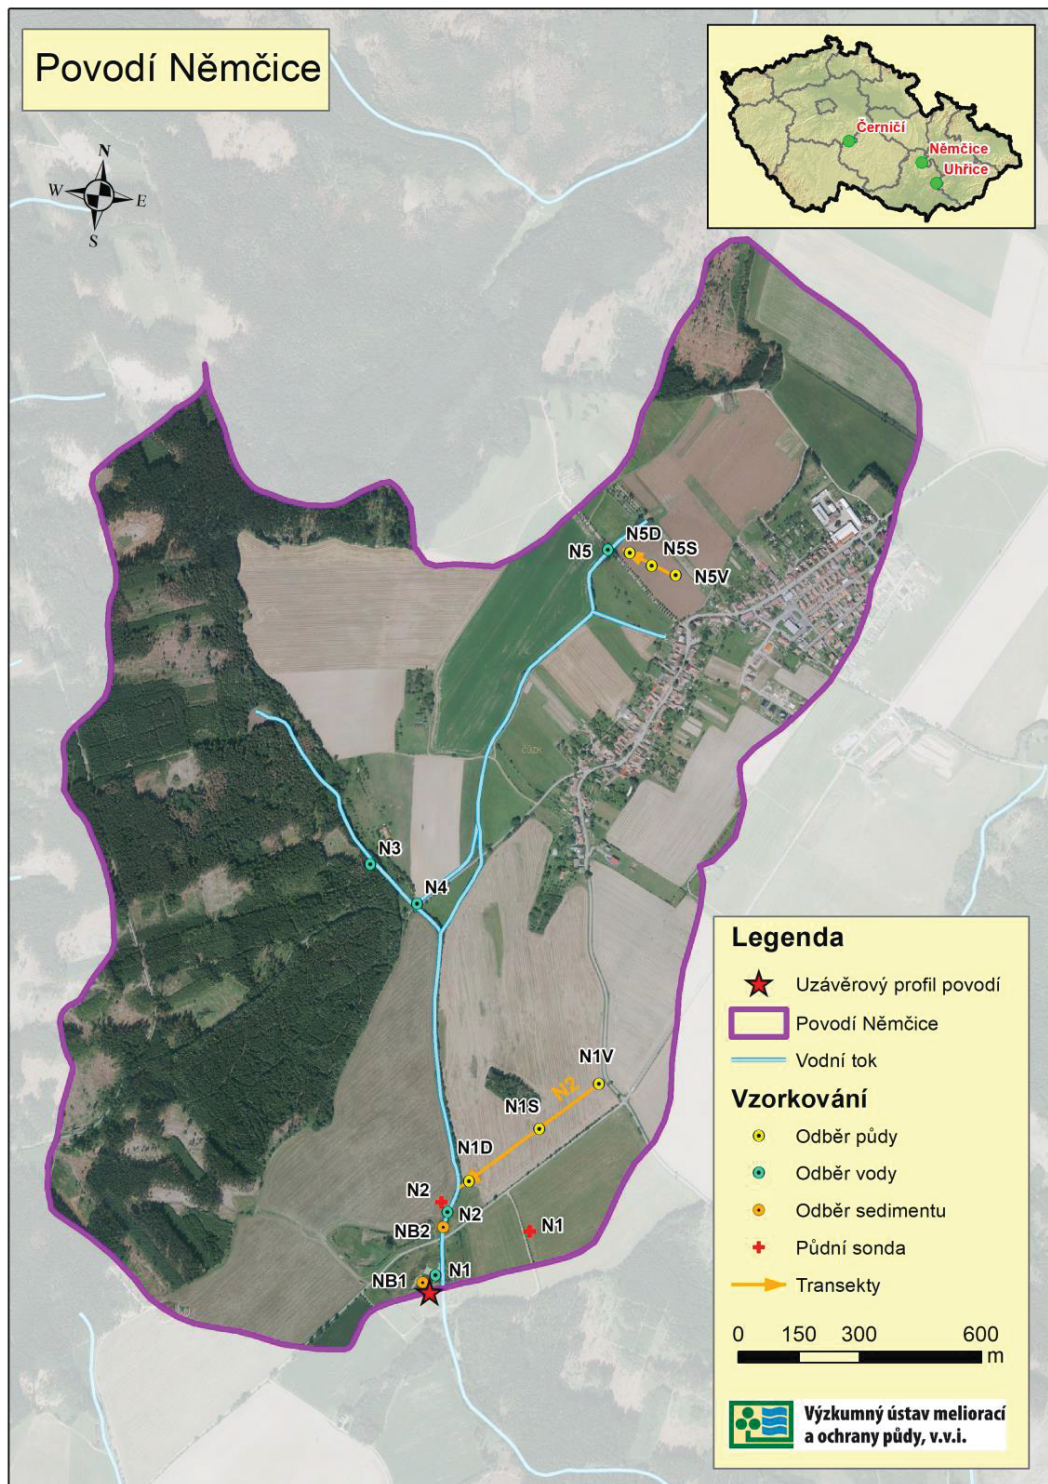 Povodí Němčice
Černičí
Němčice
Uhřice
N
W
E
S
N5D
N5
N5S
N5V
ČÚZK
N3
N4
N1V
N2
N1S
N1D
N2
N2
NB2
N1
N1
NB1
Legenda
Uzávěrový profil povodí
Povodí Němčice
Vodní tok
Vzorkování
Odběr půdy
Odběr vody
Odběr sedimentu
Půdní sonda
Transekty
0 150 300 600
m
Výzkumný ústav meliorací
a ochrany půdy, v.v.i.